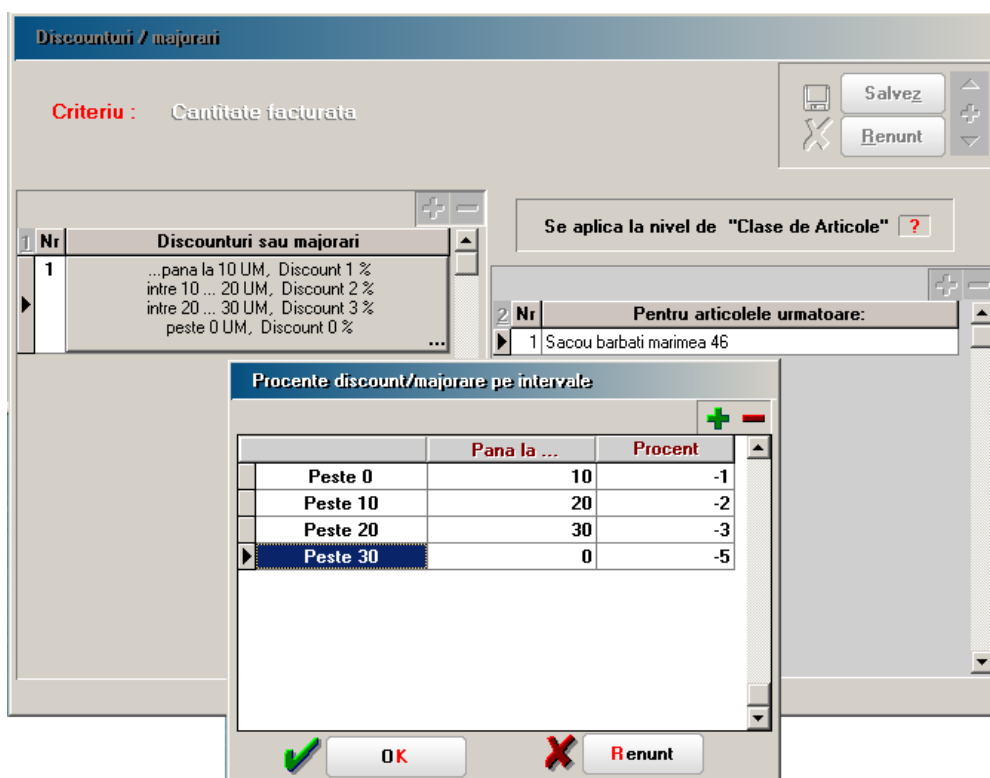 Discounturi / majorari
Criteriu : Cantitate facturata
Salvez
Renunt
Se aplica la nivel de "Clase de Articole" ?
1 Nr Discounturi sau majorari
1 ...pana la 10 UM, Discount 1 %
intre 10 ... 20 UM, Discount 2 %
intre 20 ... 30 UM, Discount 3 %
peste 0 UM, Discount 0 %
...
2 Nr Pentru articolele urmatoare:
1 Sacou barbati marimea 46
Procente discount/majorare pe intervale
Pana la ... Procent
Peste 0 10 -1
Peste 10 20 -2
Peste 20 30 -3
Peste 30 0 -5
OK Renunt